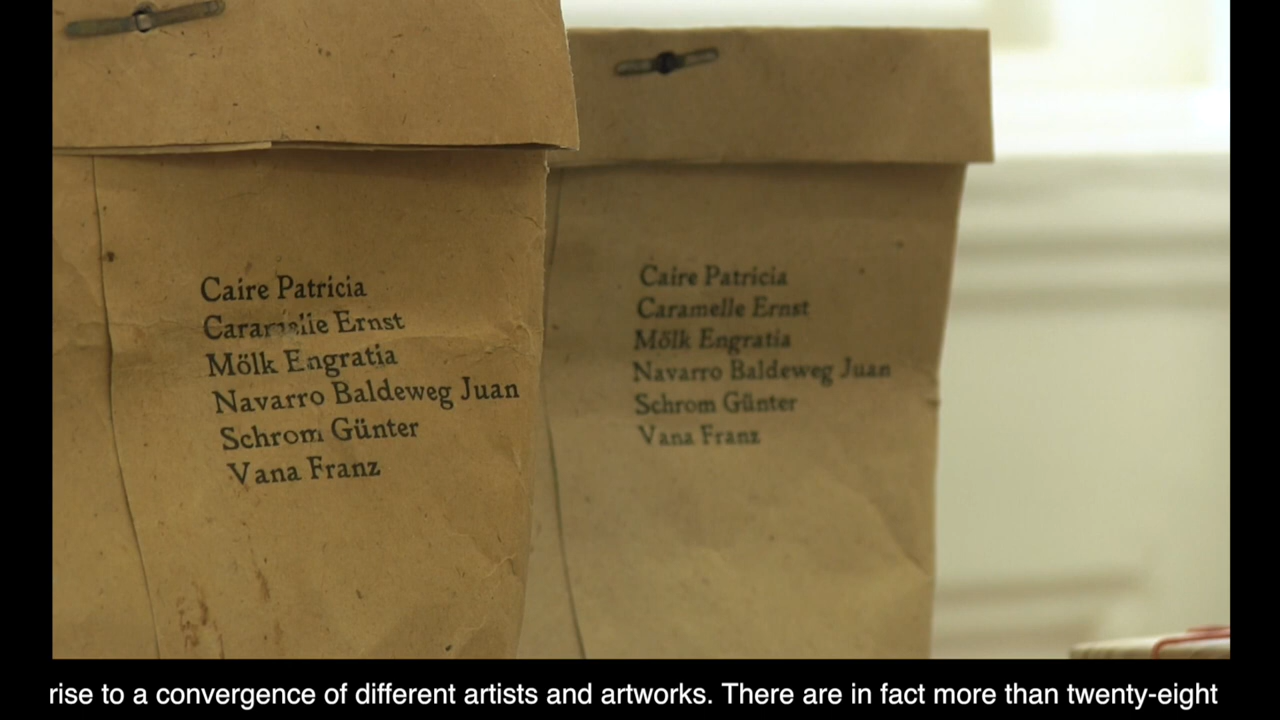 Caire Patricia
Caramelle Ernst
Mölk Engratia
Navarro Baldeweg Juan
Schrom Günter
Vana Franz
Caire Patricia
Caramelle Ernst
Mölk Engratia
Navarro Baldeweg Juan
Schrom Günter
Vana Franz
rise to a convergence of different artists and artworks. There are in fact more than twenty-eight